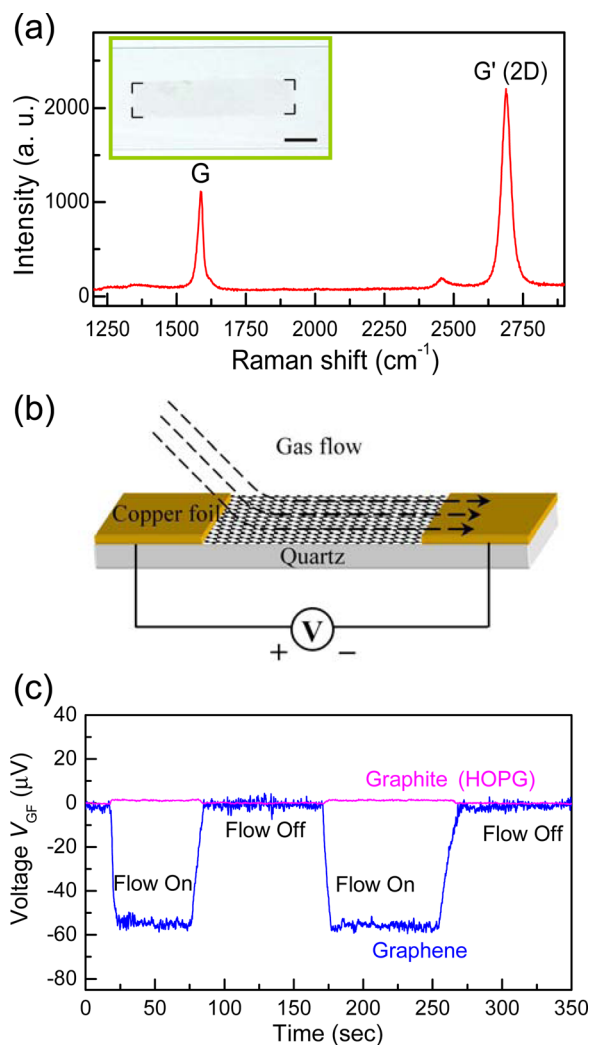 (a)
G' (2D)
G
2000
1000
0
Intensity (a. u.)
1250 1500 1750 2000 2250 2500 2750
Raman shift (cm⁻¹)
(b)
Gas flow
Copper foil
Quartz
V
+ −
(c)
40
20
0
-20
-40
-60
-80
Voltage V_GF (μV)
Graphite (HOPG)
Flow Off
Flow Off
Flow On
Flow On
Graphene
0 50 100 150 200 250 300 350
Time (sec)